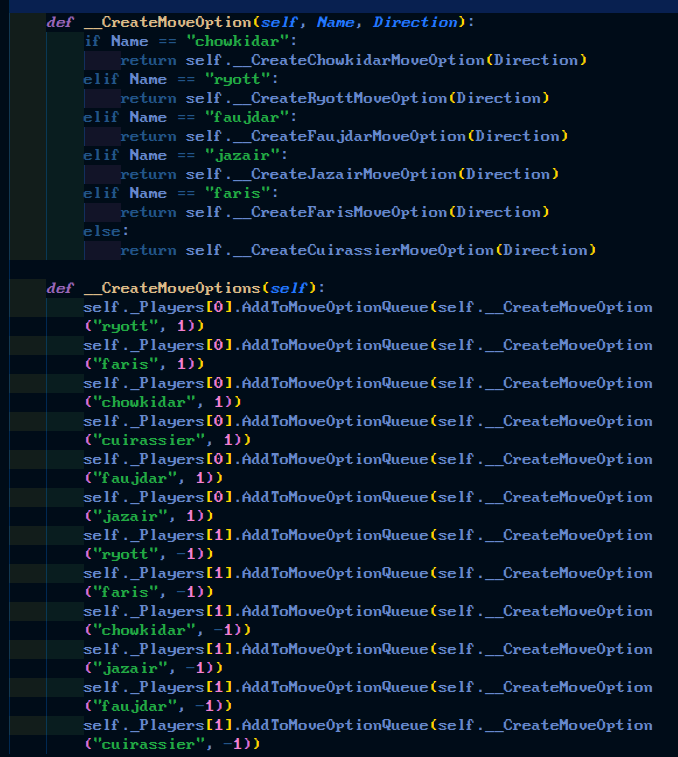 def __CreateMoveOption(self, Name, Direction):
if Name == "chowkidar":
return self.__CreateChowkidarMoveOption(Direction)
elif Name == "ryott":
return self.__CreateRyottMoveOption(Direction)
elif Name == "faujdar":
return self.__CreateFaujdarMoveOption(Direction)
elif Name == "jazair":
return self.__CreateJazairMoveOption(Direction)
elif Name == "faris":
return self.__CreateFarisMoveOption(Direction)
else:
return self.__CreateCuirassierMoveOption(Direction)
def __CreateMoveOptions(self):
self._Players[0].AddToMoveOptionQueue(self.__CreateMoveOption
("ryott", 1))
self._Players[0].AddToMoveOptionQueue(self.__CreateMoveOption
("faris", 1))
self._Players[0].AddToMoveOptionQueue(self.__CreateMoveOption
("chowkidar", 1))
self._Players[0].AddToMoveOptionQueue(self.__CreateMoveOption
("cuirassier", 1))
self._Players[0].AddToMoveOptionQueue(self.__CreateMoveOption
("faujdar", 1))
self._Players[0].AddToMoveOptionQueue(self.__CreateMoveOption
("jazair", 1))
self._Players[1].AddToMoveOptionQueue(self.__CreateMoveOption
("ryott", -1))
self._Players[1].AddToMoveOptionQueue(self.__CreateMoveOption
("faris", -1))
self._Players[1].AddToMoveOptionQueue(self.__CreateMoveOption
("chowkidar", -1))
self._Players[1].AddToMoveOptionQueue(self.__CreateMoveOption
("jazair", -1))
self._Players[1].AddToMoveOptionQueue(self.__CreateMoveOption
("faujdar", -1))
self._Players[1].AddToMoveOptionQueue(self.__CreateMoveOption
("cuirassier", -1))